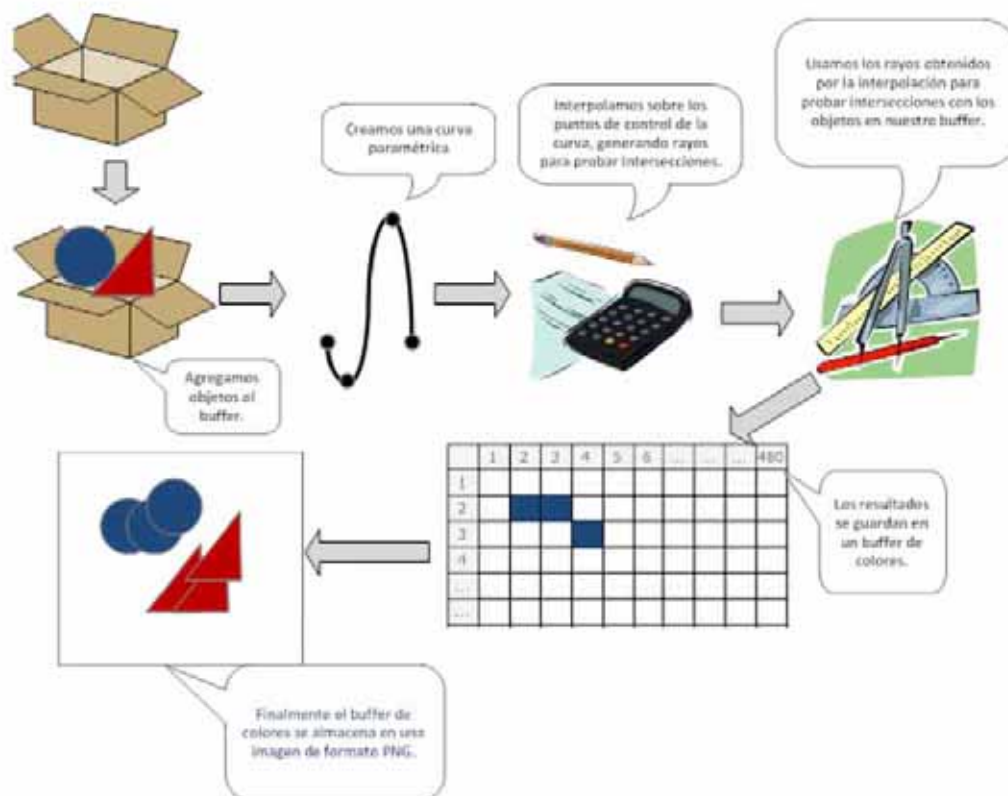 Creamos una curva
paramétrica
Interpolamos sobre los
puntos de control de la
curva, generando rayos
para probar intersecciones.
Usamos los rayos obtenidos
por la interpolación para
probar intersecciones con los
objetos en nuestro buffer.
Agregamos
objetos al
buffer.
1 2 3 4 5 6 ... ... ... 480
1
2
3
4
...
...
Los resultados
se guardan en
un buffer de
colores.
Finalmente el buffer de
colores se almacena en una
imagen de formato PNG.